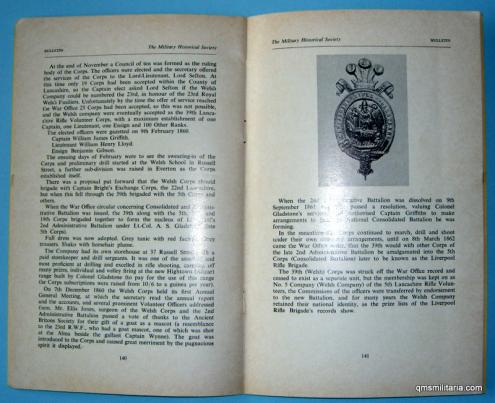 BULLETIN The Military Historical Society
At the end of November a Council of ten was formed as the ruling
body of the Corps. The officers were elected and the secretary offered
the services of the Corps to the Lord-Lieutenant, Lord Sefton. At
this time only 19 Corps had been accepted within the County of
Lancashire, so the Captain elect asked Lord Sefton if the Welsh
Company could be numbered the 23rd, in honour of the 23rd Royal
Welch Fusiliers. Unfortunately by the time the offer of service reached
the War Office 23 Corps had been accepted, so this was not possible,
and the Welsh company were eventually accepted as the 39th Lanca-
shire Rifle Volunteer Corps, with a maximum establishment of one
Captain, one Lieutenant, one Ensign and 100 Other Ranks.
The elected officers were gazetted on 9th February 1860.
Captain William James Griffith.
Lieutenant William Henry Lloyd.
Ensign Benjamin Gibson.
The ensuing days of February were to see the swearing-in of the
Corps and preliminary drill started at the Welsh School in Russell
Street, a further sub-division was raised in Everton as the Corps
established itself.
There was a proposal put forward that the Welsh Corps should
brigade with Captain Bright's Exchange Corps, the 22nd Lancashire,
but when this fell through the 39th brigaded with the 5th Corps and
others.
When the War Office circular concerning Consolidated and Adminis-
trative Battalion was issued, the 39th along with the 5th, and
19th Corps brigaded together to form the nucleus of
2nd Administrative Battalion under Lt-Col. A. S. Gladstone
5th Corps)
Full dress was now adopted. Grey tunic with red facings, grey
trousers. Shako with horsehair plume.
The Company had its own storehouse at 57 Russell Street with a
paid storekeeper and drill sergeants. It was one of the smallest and
most proficient at drilling and excelled in rifle shooting, carrying off
many prizes, individual and volley firing at the new Hightown
range built by Colonel Gladstone (to pay for the use of this range
the Corps subscriptions were raised from 10/6 to a guinea per year).
On 7th December 1860 the Welsh Corps held its first Annual
General Meeting, at which the secretary read the annual report
and the accounts, and several prominent Volunteer Officers addressed
them. Mr. Ellis Jones, surgeon of the Welsh Corps and the 2nd
Administrative Battalion passed a vote of thanks to the Ancient
Britons Society for their gift of a goat as a mascot (a resemblance
to the 23rd R.W.F., who had a goat mascot, one of which was shot
at the Alma beside the gallant Captain Wynne). The goat was
introduced to the Corps and caused great merriment by the pugnacious
spirit it displayed.
140
The Military Historical Society BULLETIN
When the 2nd Administrative Battalion was dissolved on 9th
September 1861 passed a resolution, valuing Colonel
Gladstone's authorised Captain Griffith to make
arrangements to National Consolidated Battalion he was
forming.
In the meantime Corps continued to march, drill and shoot
under their own arrangements, until on 8th March 1862
came the War Office that the 39th would with other Corps of
the late 2nd Administrative Battalion be amalgamated with the 5th
Corps (Consolidated Battalion) later to become known as the Liverpool
Rifle Brigade.
The 39th (Welsh) Corps was struck off the War Office record and
ceased to exist as a separate unit, but the membership was kept on as
No. 5 Company (Welsh Company) of the 5th Lancashire Rifle Volun-
teers, the Commissions of the officers were transferred by endorsement
to the new Battalion, and for many years the Welsh Company
retained their national identity, as the prize lists of the Liverpool
Rifle Brigade's records show.
141
qmsmilitaria.com